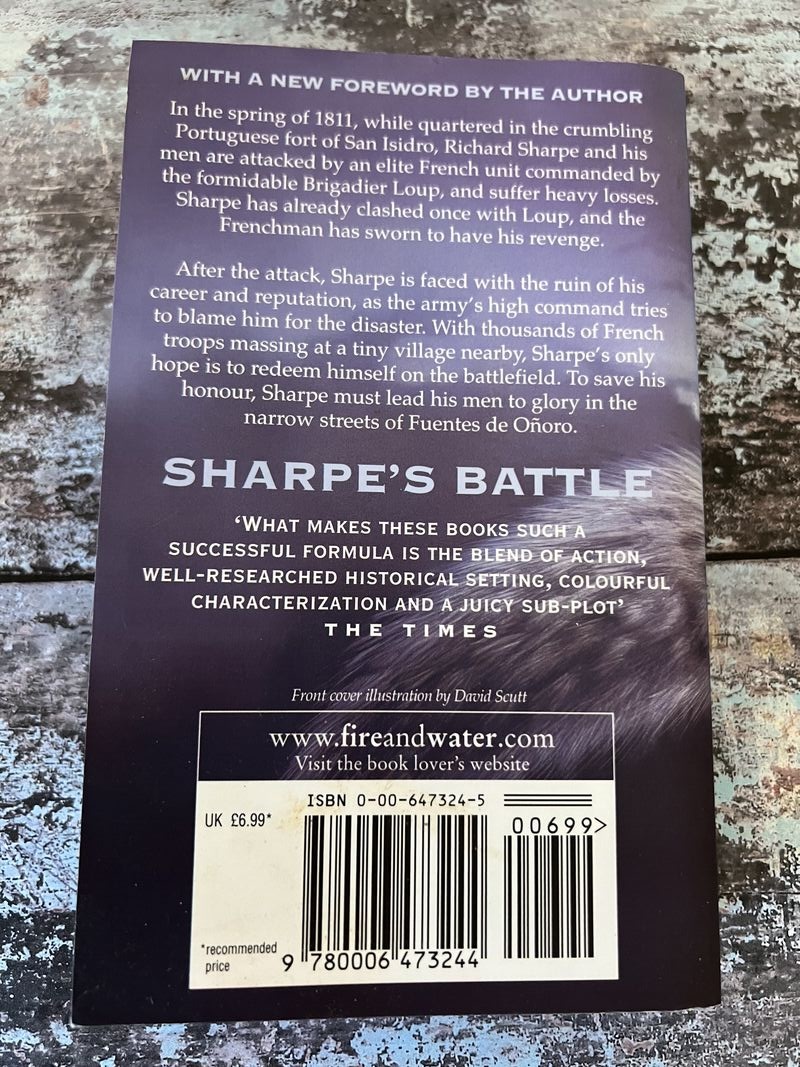 WITH A NEW FOREWORD BY THE AUTHOR
In the spring of 1811, while quartered in the crumbling
Portuguese fort of San Isidro, Richard Sharpe and his
men are attacked by an elite French unit commanded by
the formidable Brigadier Loup, and suffer heavy losses.
Sharpe has already clashed once with Loup, and the
Frenchman has sworn to have his revenge.
After the attack, Sharpe is faced with the ruin of his
career and reputation, as the army's high command tries
to blame him for the disaster. With thousands of French
troops massing at a tiny village nearby, Sharpe's only
hope is to redeem himself on the battlefield. To save his
honour, Sharpe must lead his men to glory in the
narrow streets of Fuentes de Oñoro.
SHARPE'S BATTLE
'WHAT MAKES THESE BOOKS SUCH A
SUCCESSFUL FORMULA IS THE BLEND OF ACTION,
WELL-RESEARCHED HISTORICAL SETTING, COLOURFUL
CHARACTERIZATION AND A JUICY SUB-PLOT'
THE TIMES
Front cover illustration by David Scutt
www.fireandwater.com
Visit the book lover's website
ISBN 0-00-647324-5
UK £6.99*
00699>
*recommended
price
9 780006 473244